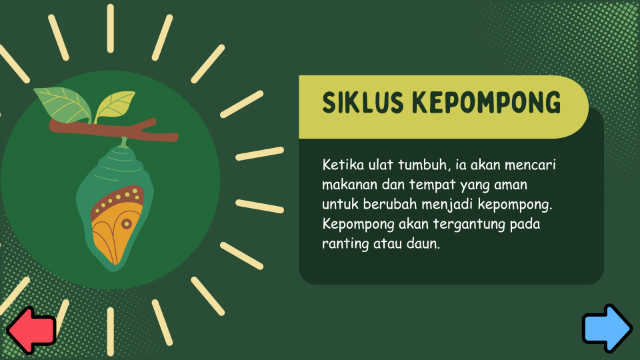 SIKLUS KEPOMPONG
Ketika ulat tumbuh, ia akan mencari
makanan dan tempat yang aman
untuk berubah menjadi kepompong.
Kepompong akan tergantung pada
ranting atau daun.